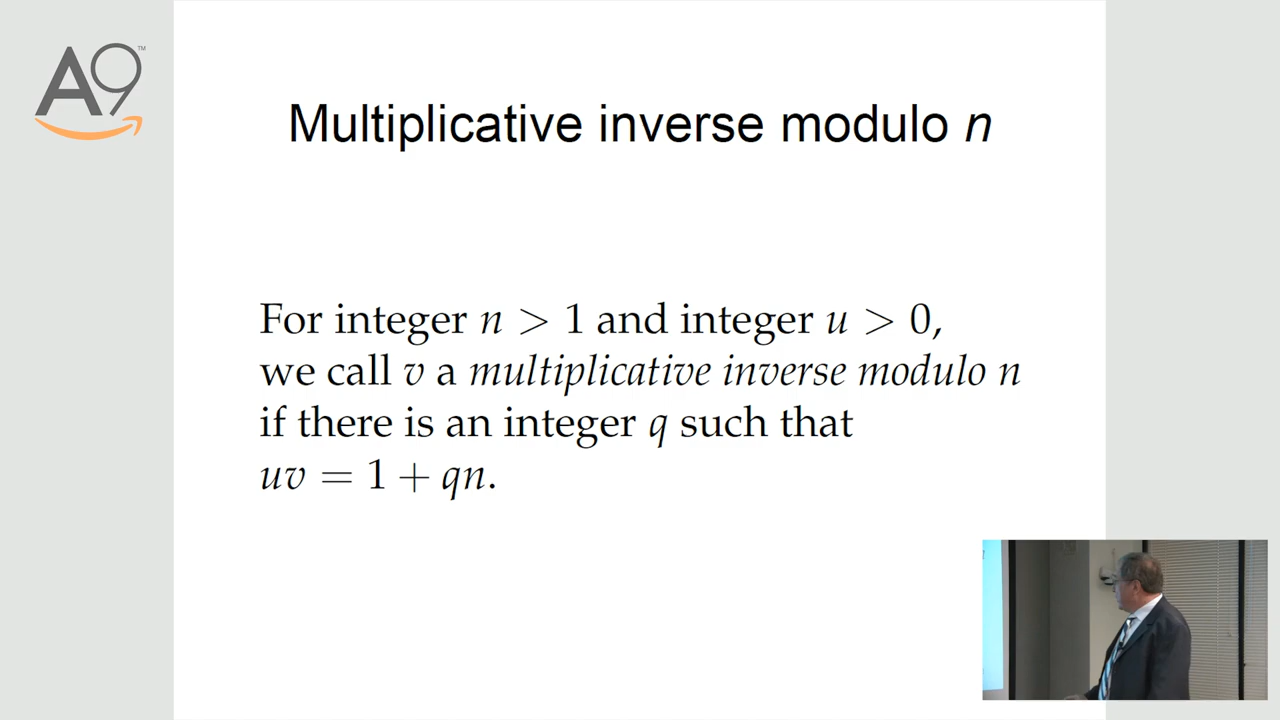 A9™
Multiplicative inverse modulo n
For integer n > 1 and integer u > 0,
we call v a multiplicative inverse modulo n
if there is an integer q such that
uv = 1 + qn.